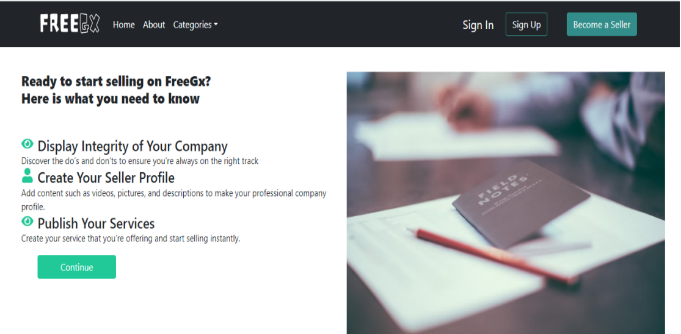 FREEGX Home About Categories Sign In Sign Up Become a Seller
Ready to start selling on FreeGx?
Here is what you need to know
Display Integrity of Your Company
Discover the do's and don'ts to ensure you're always on the right track
Create Your Seller Profile
Add content such as videos, pictures, and descriptions to make your professional company
profile.
Publish Your Services
Create your service that you're offering and start selling instantly.
Continue
FIELD
NOTES